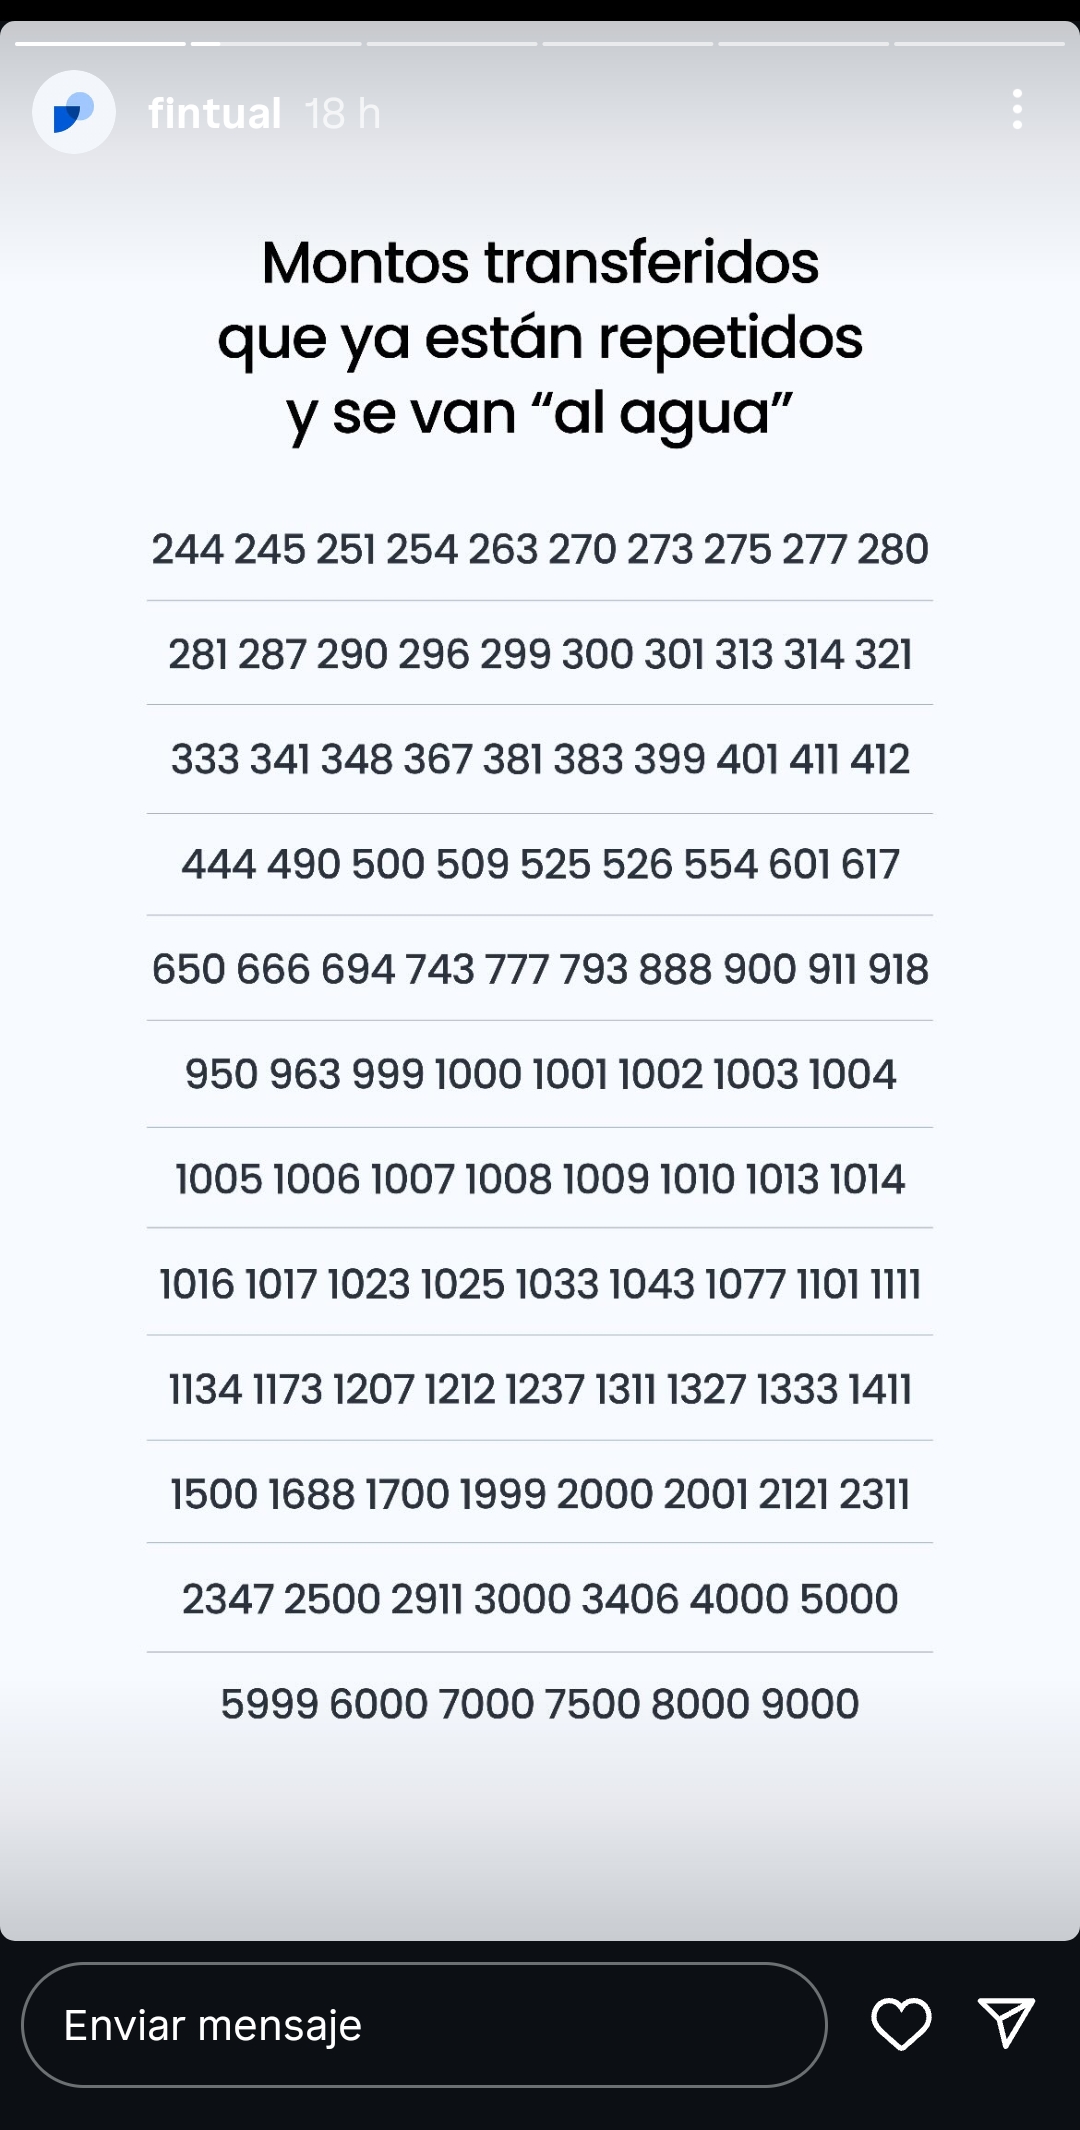 fintual 18 h
Montos transferidos
que ya están repetidos
y se van “al agua”
244 245 251 254 263 270 273 275 277 280
281 287 290 296 299 300 301 313 314 321
333 341 348 367 381 383 399 401 411 412
444 490 500 509 525 526 554 601 617
650 666 694 743 777 793 888 900 911 918
950 963 999 1000 1001 1002 1003 1004
1005 1006 1007 1008 1009 1010 1013 1014
1016 1017 1023 1025 1033 1043 1077 1101 1111
1134 1173 1207 1212 1237 1311 1327 1333 1411
1500 1688 1700 1999 2000 2001 2121 2311
2347 2500 2911 3000 3406 4000 5000
5999 6000 7000 7500 8000 9000
Enviar mensaje